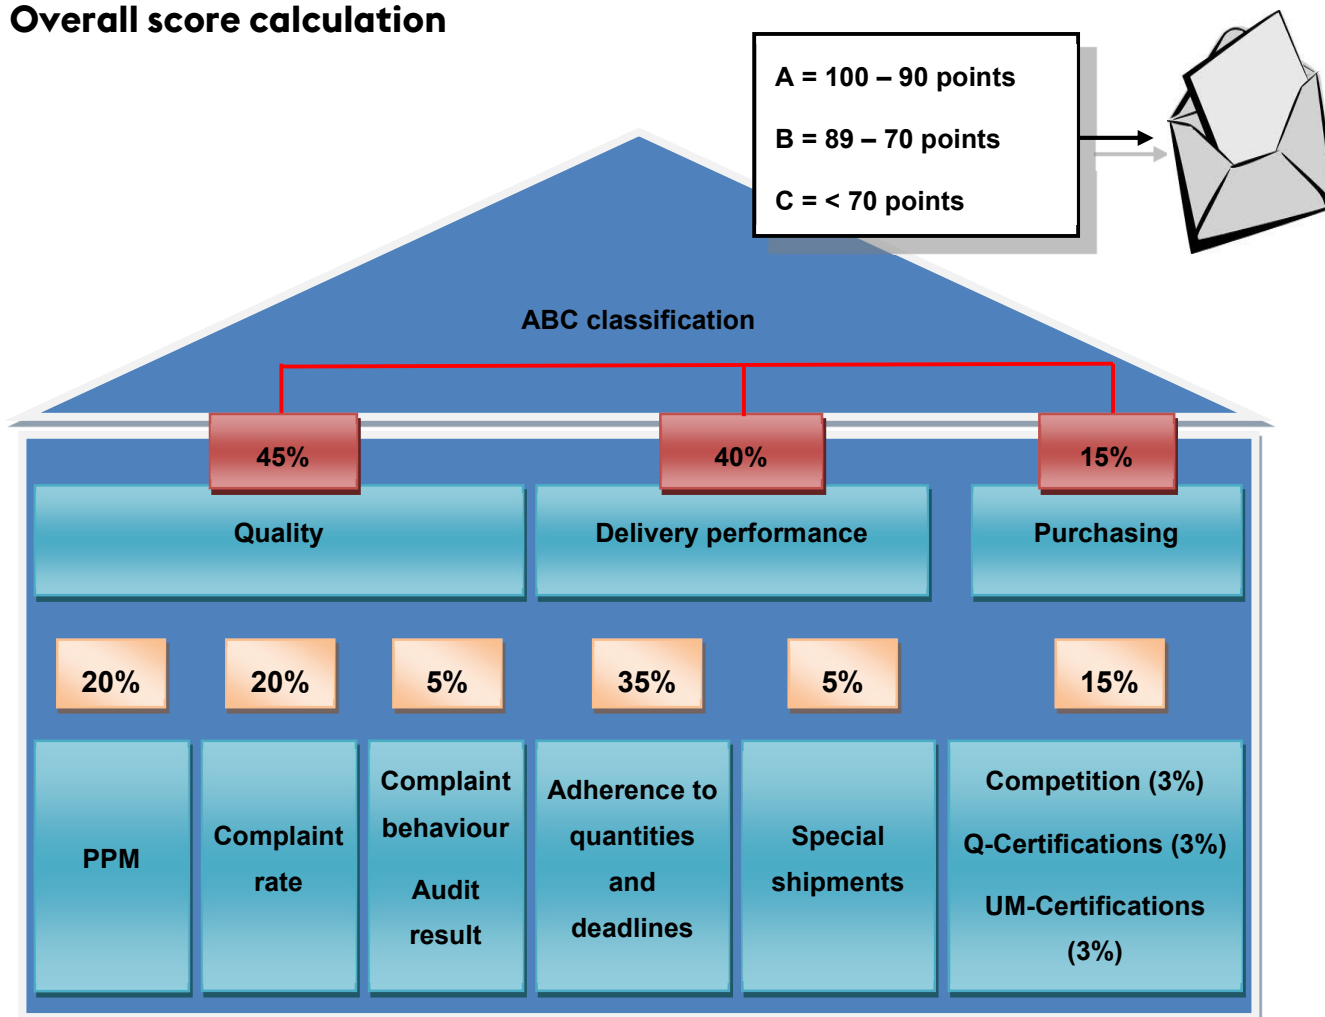 Overall score calculation
A = 100 – 90 points
B = 89 – 70 points
C = < 70 points
ABC classification
45%
40%
15%
Quality
Delivery performance
Purchasing
20%
20%
5%
35%
5%
15%
PPM
Complaint
rate
Complaint
behaviour
Audit
result
Adherence to
quantities
and
deadlines
Special
shipments
Competition (3%)
Q-Certifications (3%)
UM-Certifications
(3%)